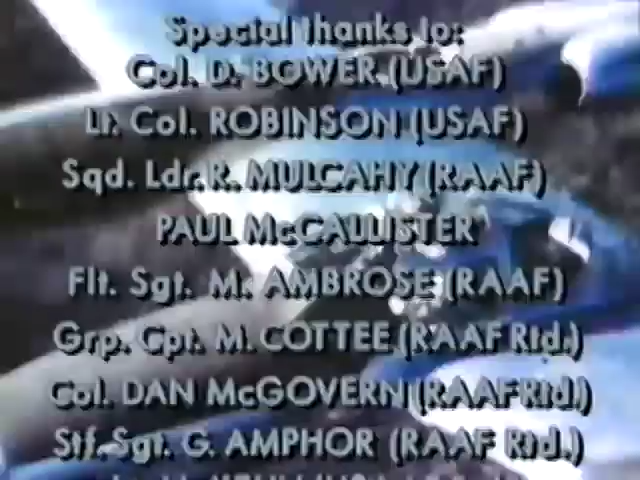 Special thanks to:
Col. D. BOWER (USAF)
Lt. Col. ROBINSON (USAF)
Sqd. Ldr. R. MULCAHY (RAAF)
PAUL McCALLISTER
Flt. Sgt. M. AMBROSE (RAAF)
Grp. Cpt. M. COTTEE (RAAF Rtd.)
Col. DAN McGOVERN (RAAF Rtd.)
Stf. Sgt. G. AMPHOR (RAAF Rtd.)